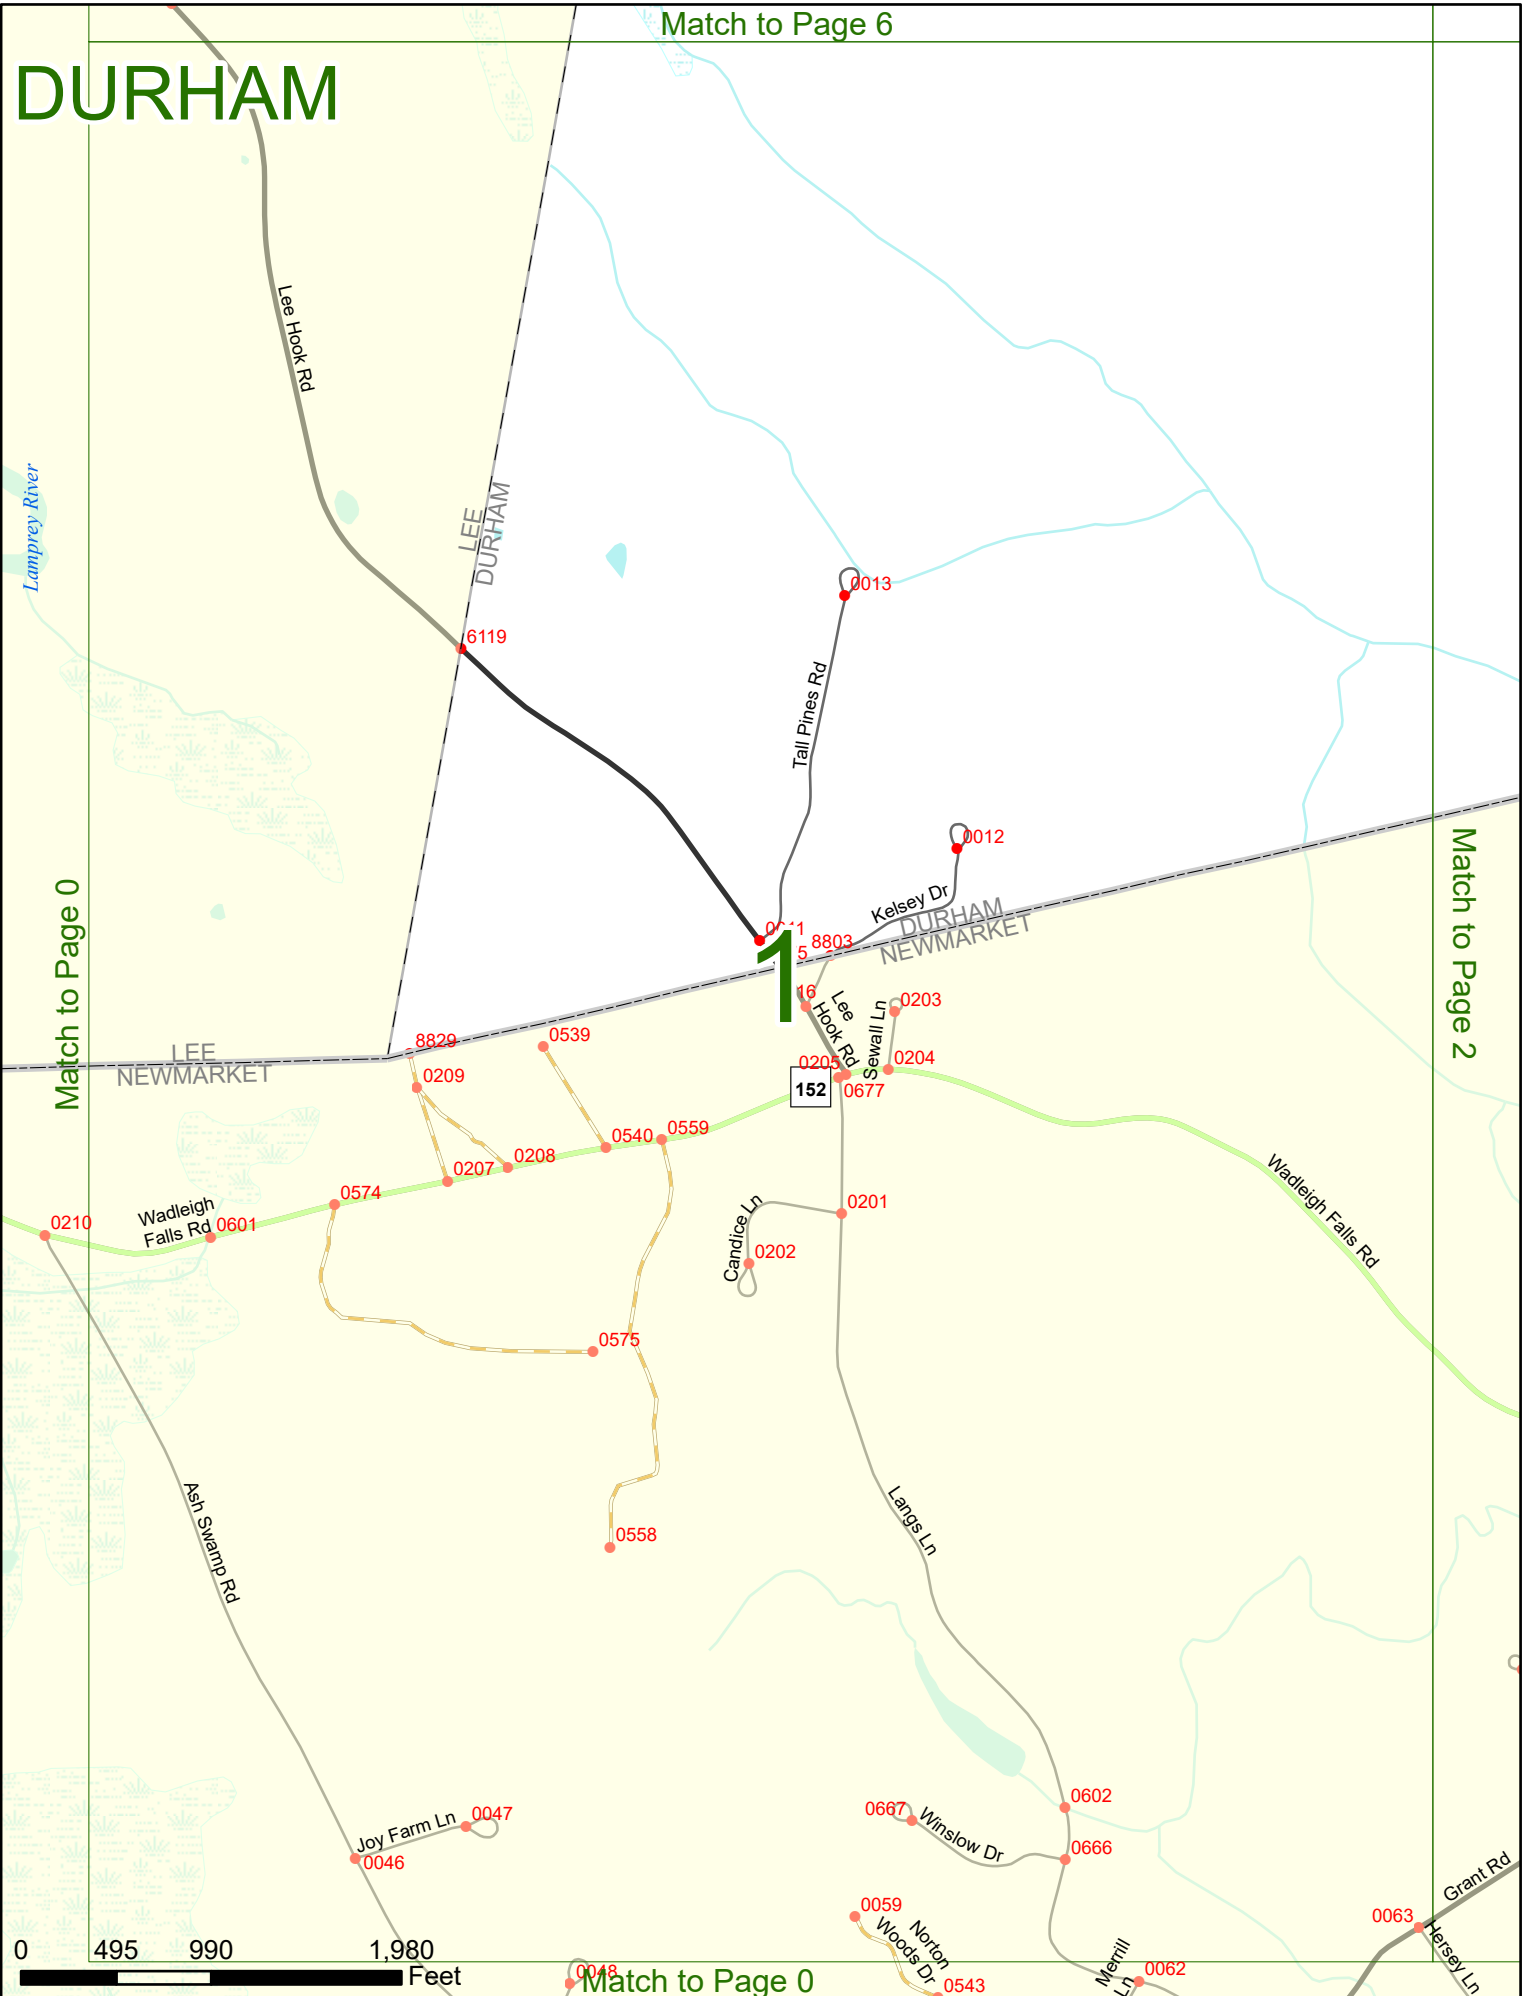 Match to Page 6
DURHAM
Lee Hook Rd
Lamprey River
LEE
DURHAM
0013
6119
Tall Pines Rd
0012
Kelsey Dr
DURHAM
NEWMARKET
8803
1
5
16
Match to Page 0
Match to Page 2
Lee
Hook Rd
Sewall Ln
0203
LEE
NEWMARKET
8829
0539
0209
0205
0204
0677
152
0540
0559
0208
0207
0574
0210
Wadleigh
Falls Rd
0601
0201
Candice Ln
0202
Wadleigh Falls Rd
0575
0558
Ash Swamp Rd
Langs Ln
0602
0667
Winslow Dr
0666
Joy Farm Ln
0047
0046
0059
Norton
Woods Dr
0543
Grant Rd
0063
Hersey Ln
Merrill
Ln
0062
0048
0 495 990 1,980
Feet
Match to Page 0